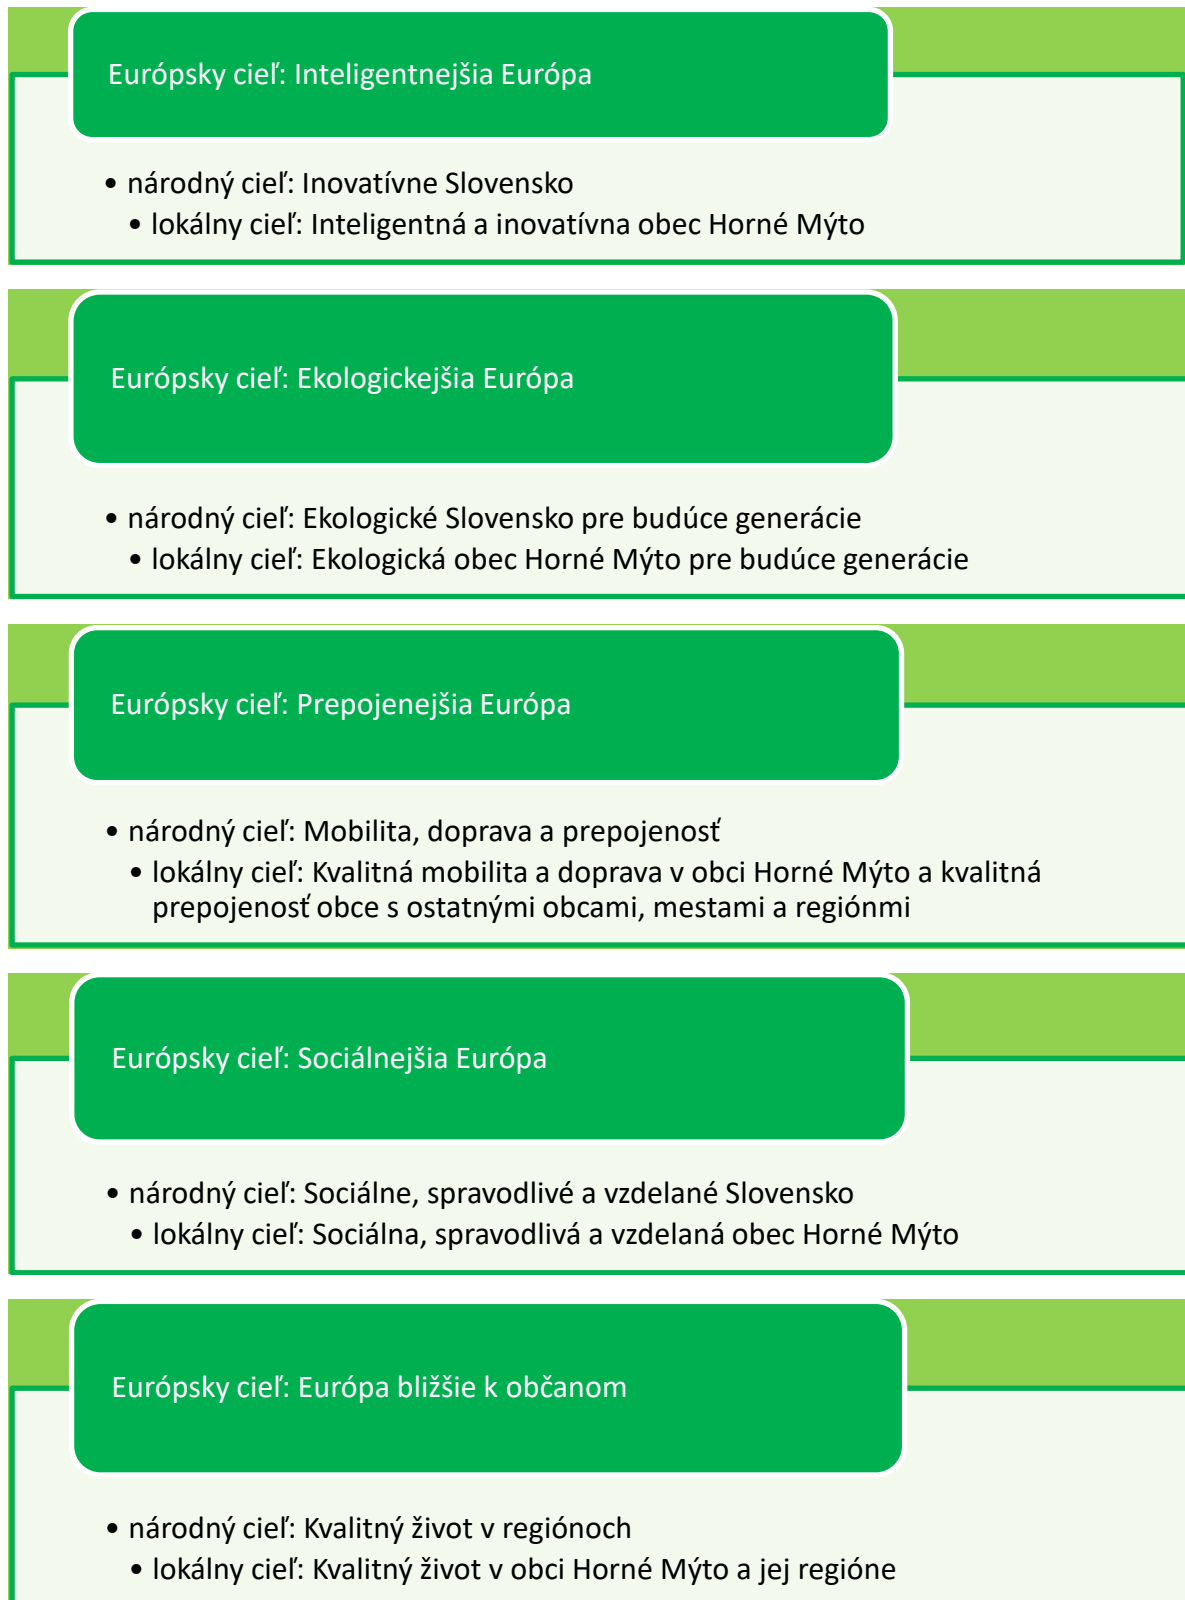 Európsky cieľ: Inteligentnejšia Európa
• národný cieľ: Inovatívne Slovensko
• lokálny cieľ: Inteligentná a inovatívna obec Horné Mýto
Európsky cieľ: Ekologickejšia Európa
• národný cieľ: Ekologické Slovensko pre budúce generácie
• lokálny cieľ: Ekologická obec Horné Mýto pre budúce generácie
Európsky cieľ: Prepojenejšia Európa
• národný cieľ: Mobilita, doprava a prepojenosť
• lokálny cieľ: Kvalitná mobilita a doprava v obci Horné Mýto a kvalitná
prepojenosť obce s ostatnými obcami, mestami a regiónmi
Európsky cieľ: Sociálnejšia Európa
• národný cieľ: Sociálne, spravodlivé a vzdelané Slovensko
• lokálny cieľ: Sociálna, spravodlivá a vzdelaná obec Horné Mýto
Európsky cieľ: Európa bližšie k občanom
• národný cieľ: Kvalitný život v regiónoch
• lokálny cieľ: Kvalitný život v obci Horné Mýto a jej regióne